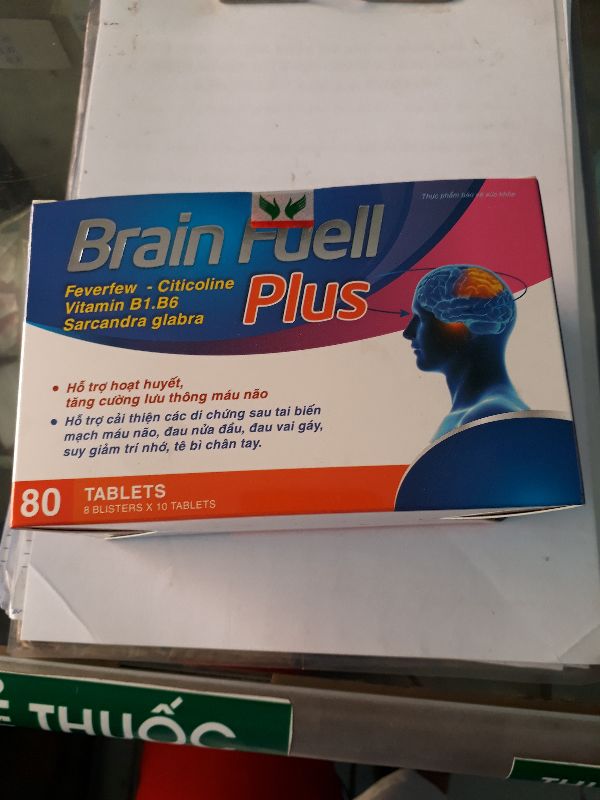 Thực phẩm bảo vệ sức khỏe
Brain Fuell
Plus
Feverfew - Citicoline
Vitamin B1.B6
Sarcandra glabra
• Hỗ trợ hoạt huyết,
tăng cường lưu thông máu não
• Hỗ trợ cải thiện các di chứng sau tai biến
mạch máu não, đau nửa đầu, đau vai gáy,
suy giảm trí nhớ, tê bì chân tay.
80 TABLETS
8 BLISTERS X 10 TABLETS
THUỐC